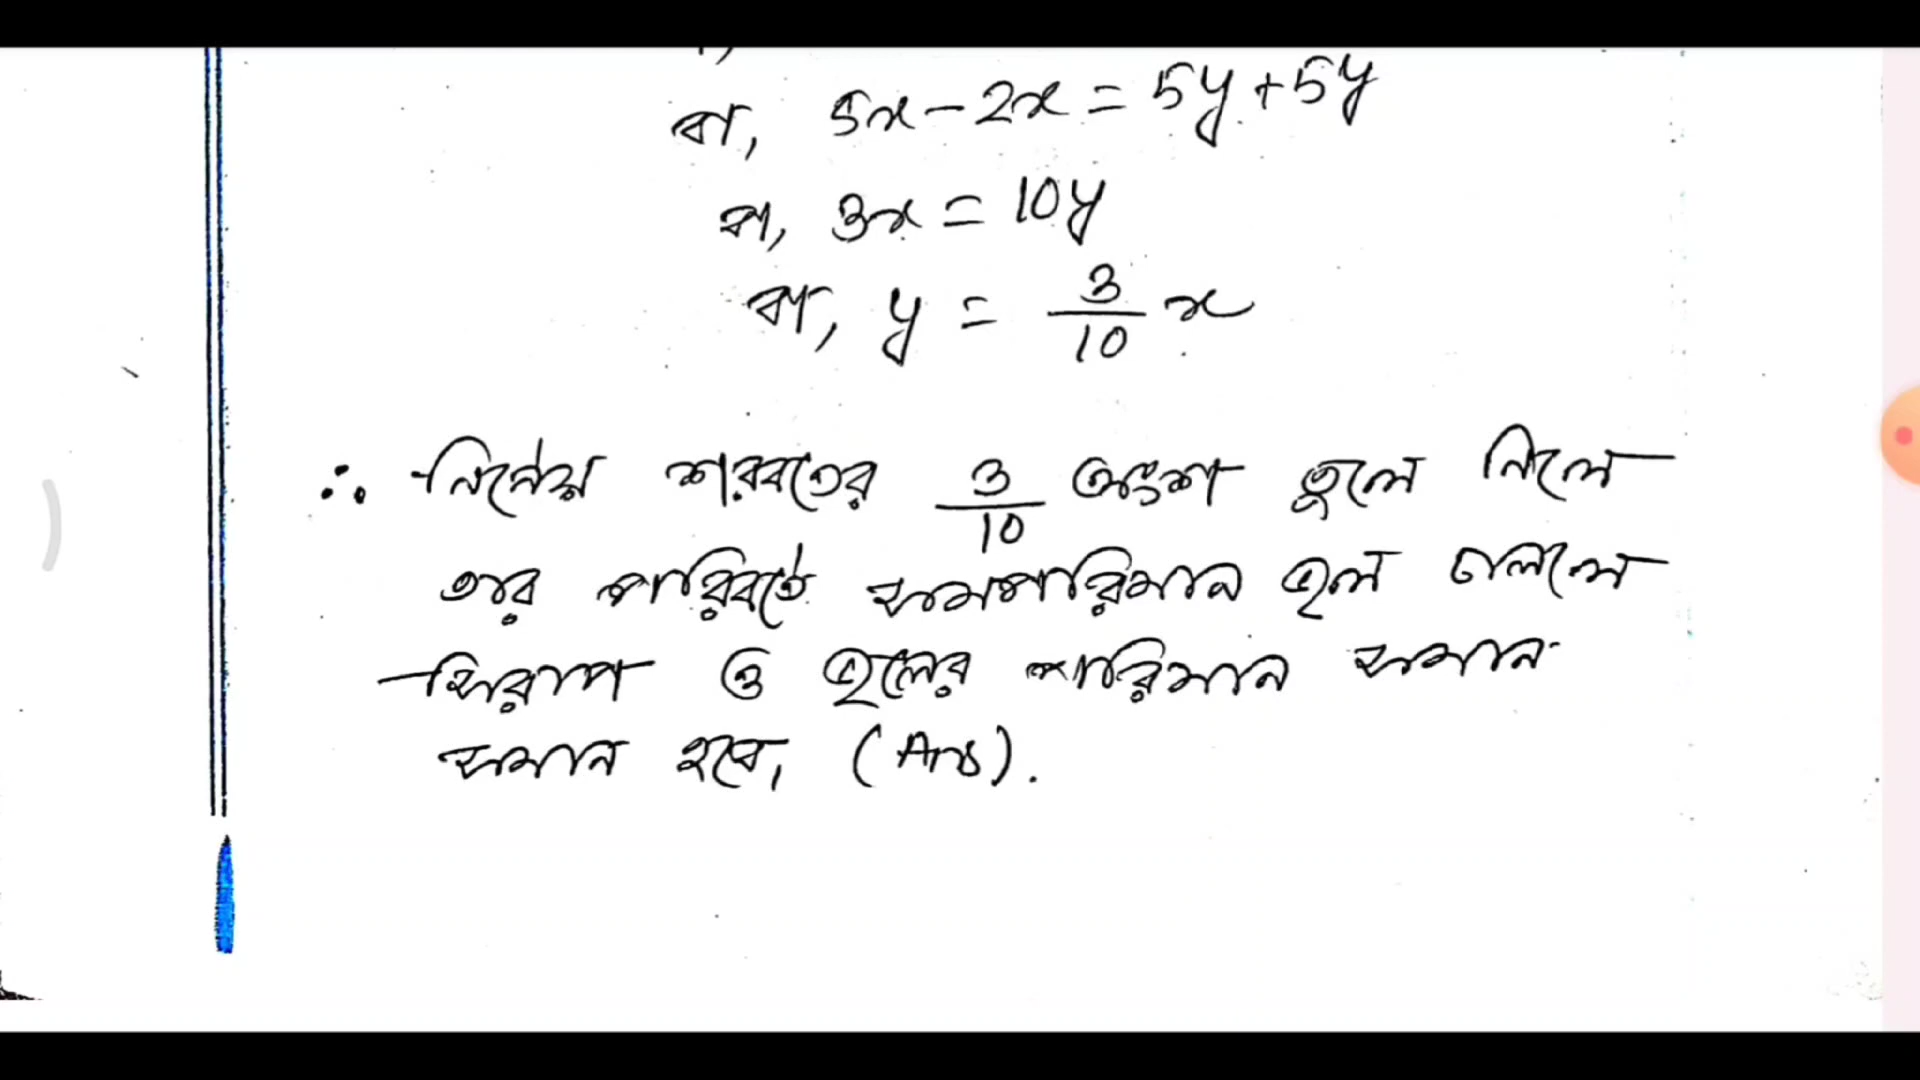 বা, 5x - 2x = 5y + 5y
বা, 3x = 10y
বা, y = 3/10 x
∴ নির্নেয় শরবতের 3/10 অংশ তুলে নিলে
তার পরিবর্তে সমপরিমান জল ঢাললে
সিরাপ ও জলের পরিমান সমান
সমান হবে। (Ans).